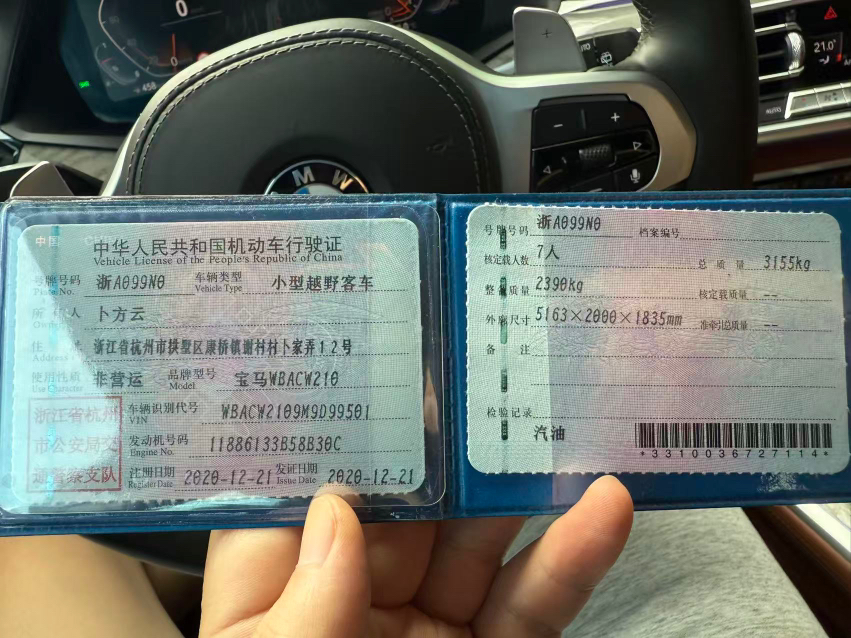 中华人民共和国机动车行驶证
Vehicle License of the People's Republic of China
号牌号码 浙A099N0 车辆类型 小型越野客车
Plate No. Vehicle Type
所有人 卜方云
住 址 浙江省杭州市拱墅区康桥镇谢村村卜家弄12号
Address
使用性质 非营运 品牌型号 宝马WBACW210
Use Character Model
浙江省杭州市公安局交通警察支队
车辆识别代号 WBACW2109M9D99501
VIN
发动机号码 11886133B58B30C
Engine No.
注册日期 2020-12-21 发证日期 2020-12-21
Register Date Issue Date
号牌号码 浙A099N0 档案编号
核定载人数 7人 总质量 3155kg
整备质量 2390kg 核定载质量 --
外廓尺寸 5163×2000×1835mm 准牵引总质量 --
备 注
检验记录
汽油
*3310036727114*
BMW
0
0
21.0°
AUTO